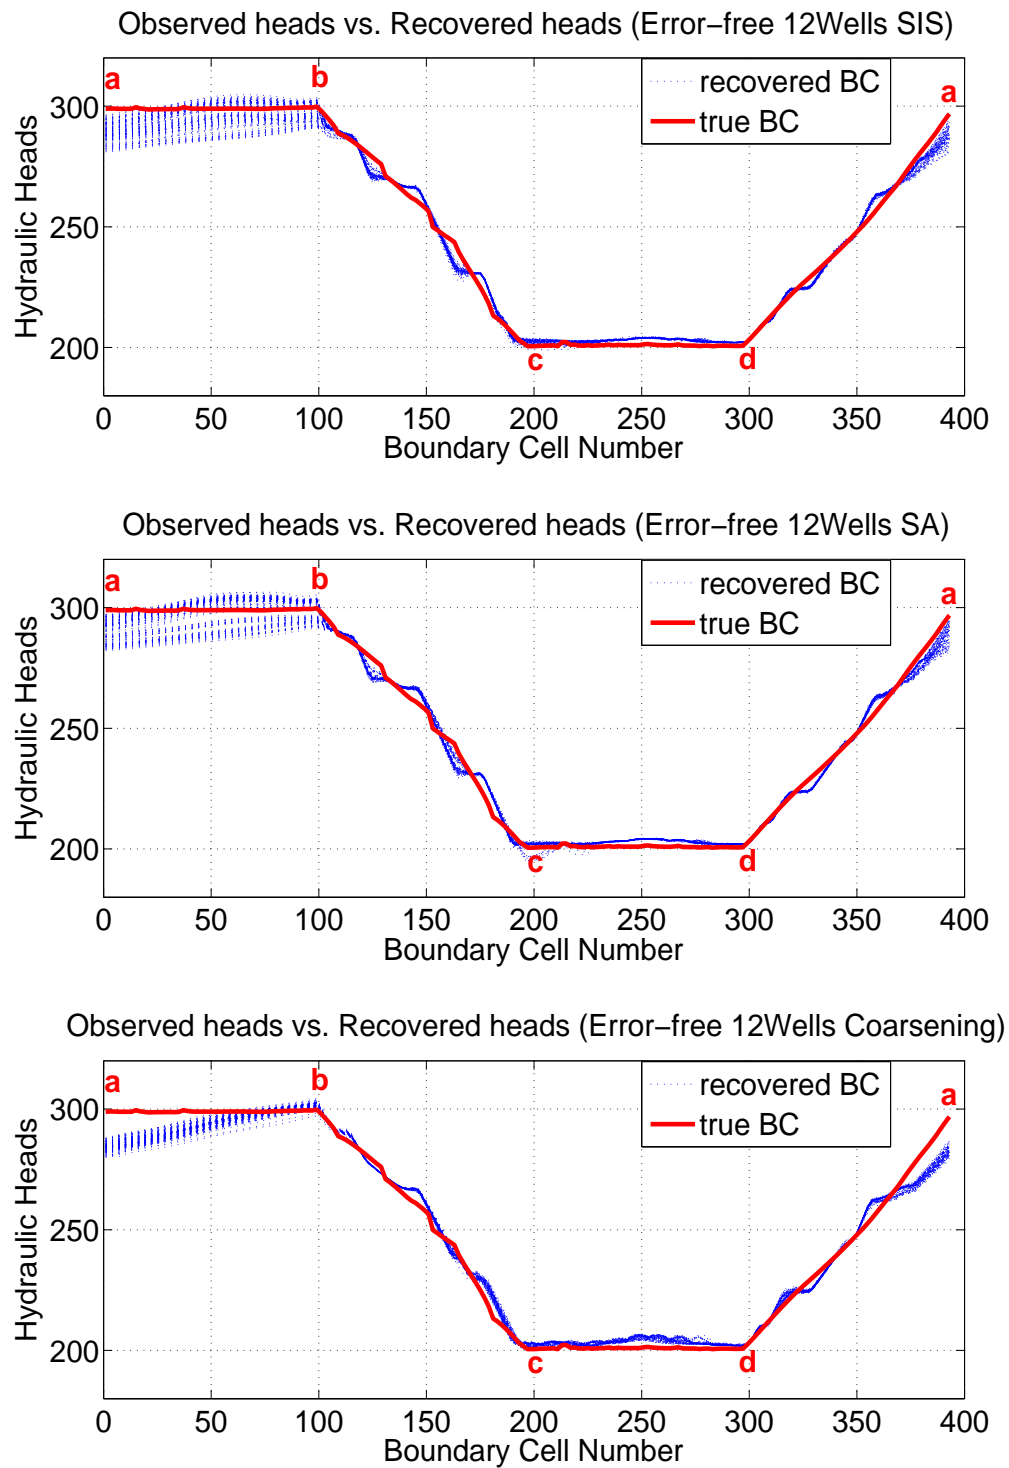 Observed heads vs. Recovered heads (Error−free 12Wells SIS)
a
b
a
recovered BC
true BC
300
250
200
Hydraulic Heads
c
d
0 50 100 150 200 250 300 350 400
Boundary Cell Number
Observed heads vs. Recovered heads (Error−free 12Wells SA)
a
b
a
recovered BC
true BC
300
250
200
Hydraulic Heads
c
d
0 50 100 150 200 250 300 350 400
Boundary Cell Number
Observed heads vs. Recovered heads (Error−free 12Wells Coarsening)
a
b
a
recovered BC
true BC
300
250
200
Hydraulic Heads
c
d
0 50 100 150 200 250 300 350 400
Boundary Cell Number